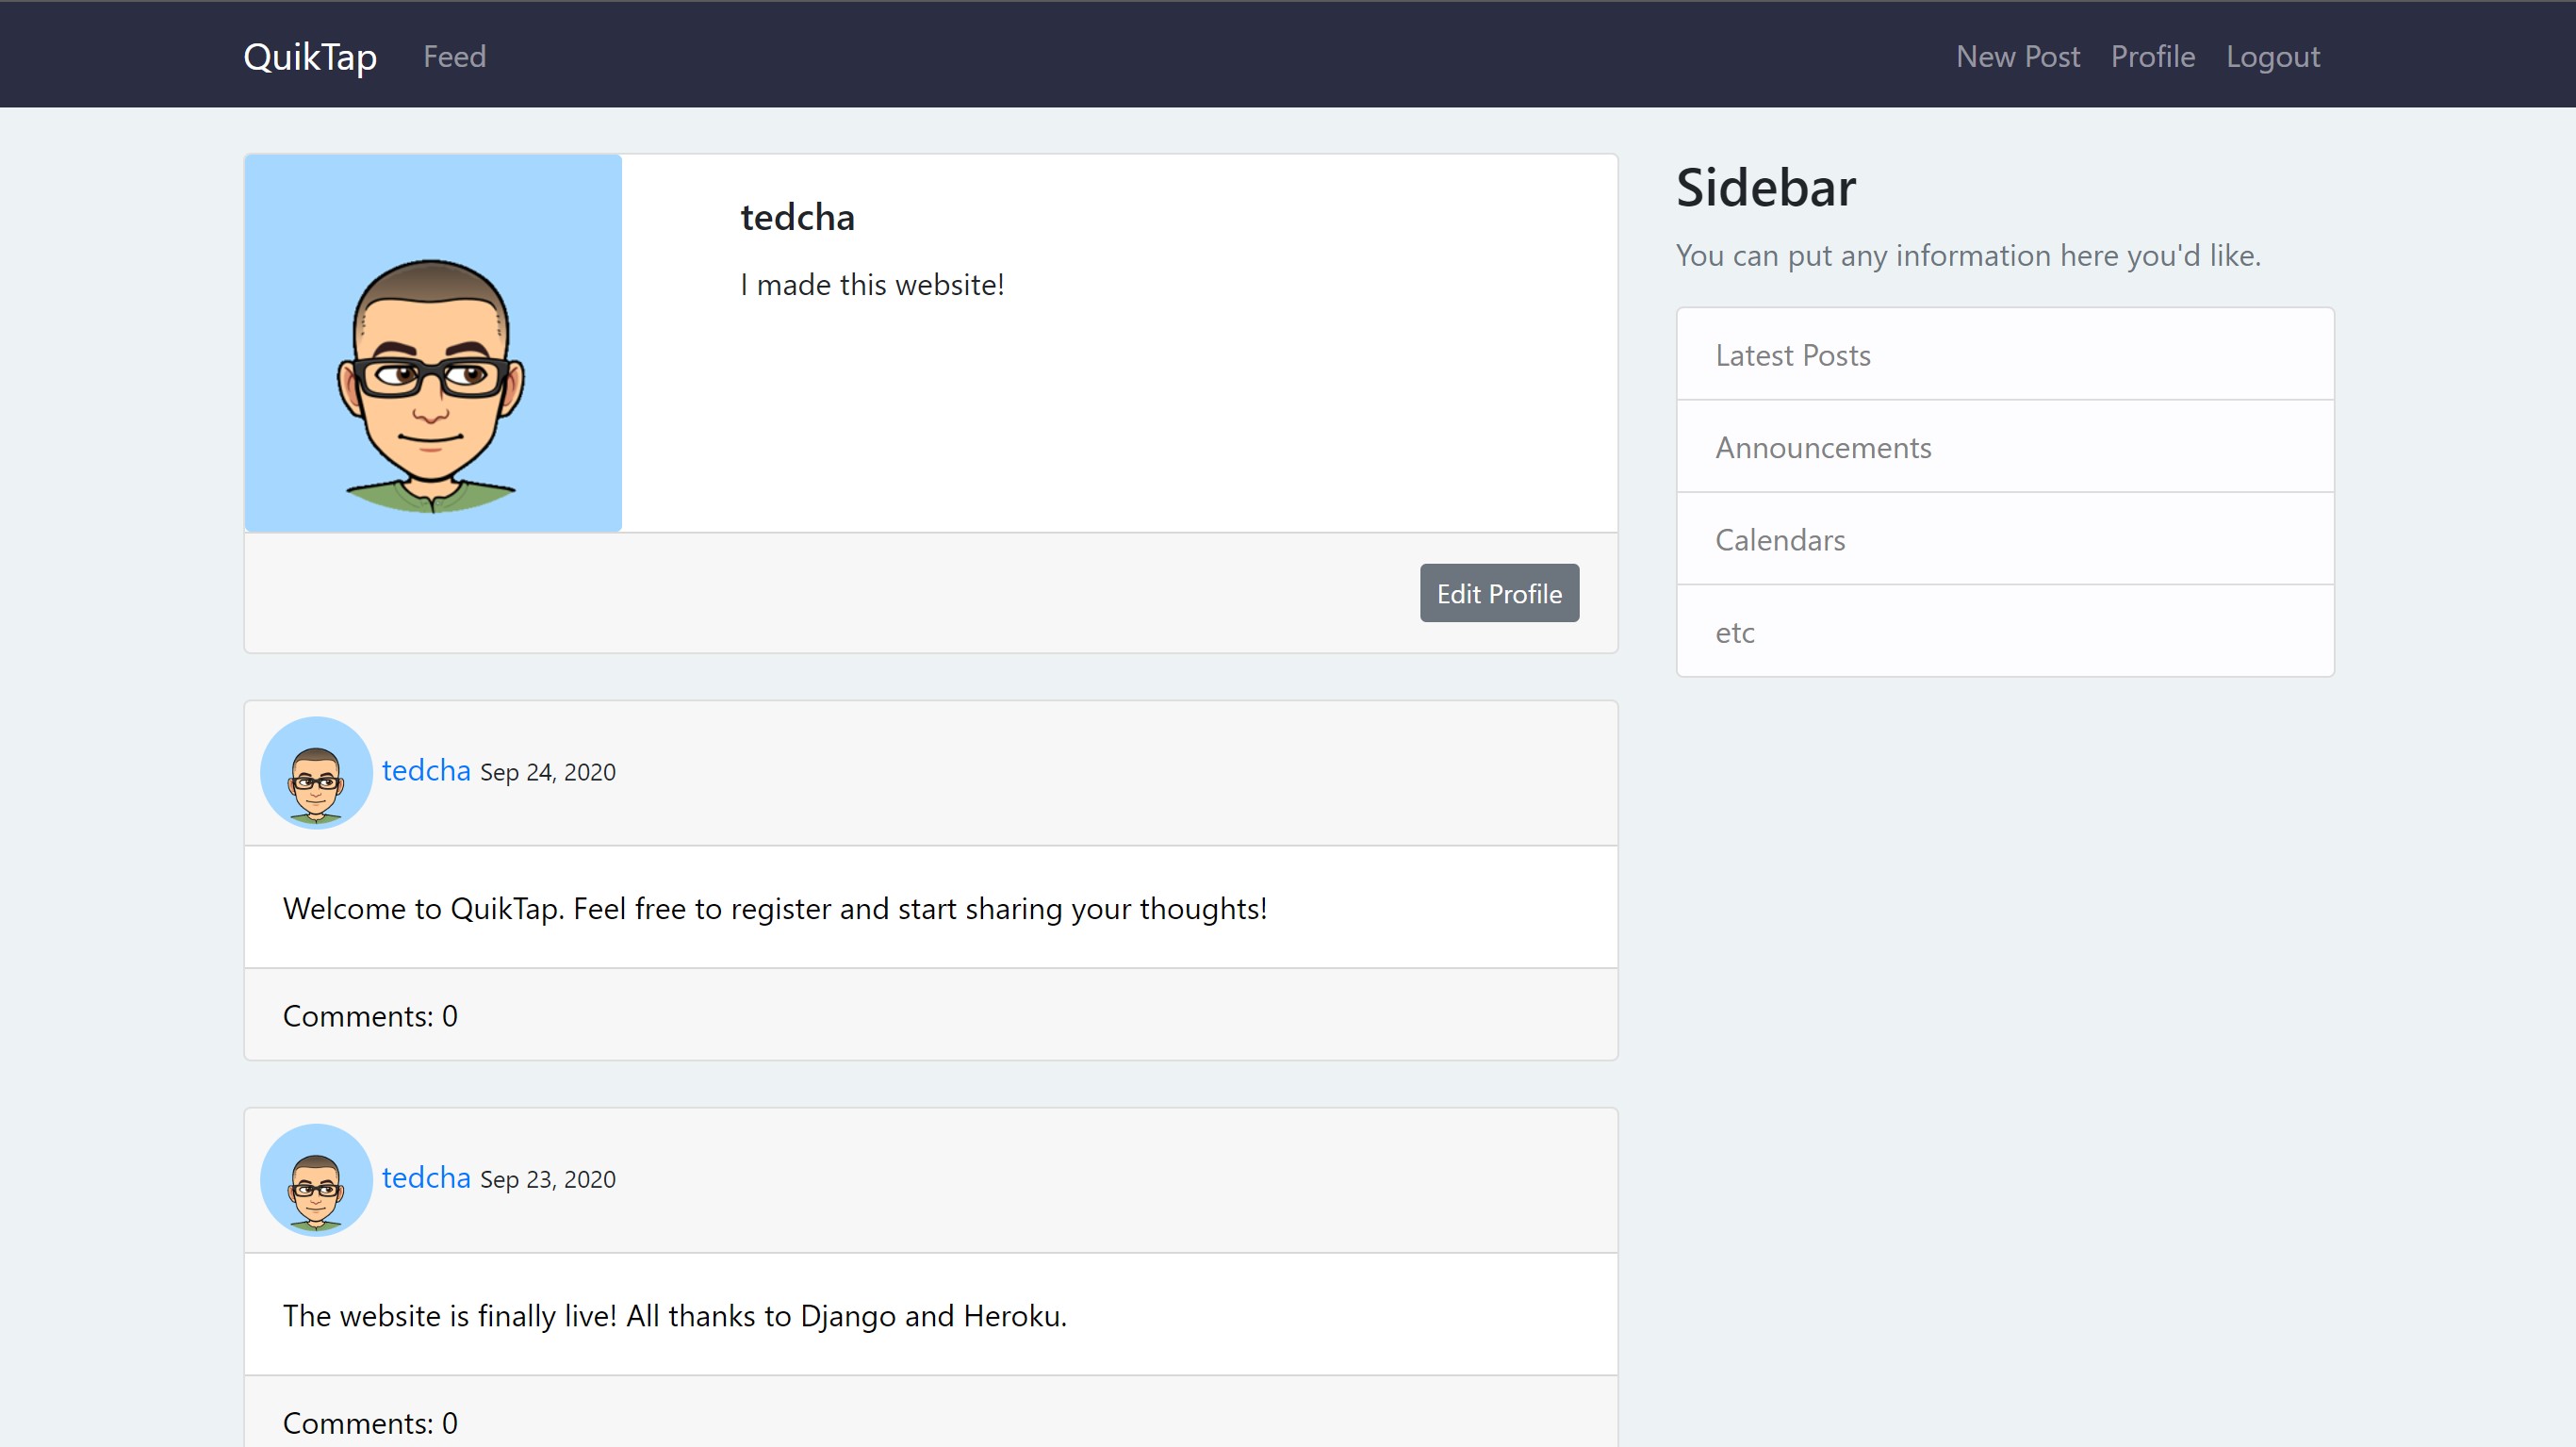 QuikTap Feed New Post Profile Logout
tedcha
I made this website!
Edit Profile
Sidebar
You can put any information here you'd like.
Latest Posts
Announcements
Calendars
etc
tedcha Sep 24, 2020
Welcome to QuikTap. Feel free to register and start sharing your thoughts!
Comments: 0
tedcha Sep 23, 2020
The website is finally live! All thanks to Django and Heroku.
Comments: 0